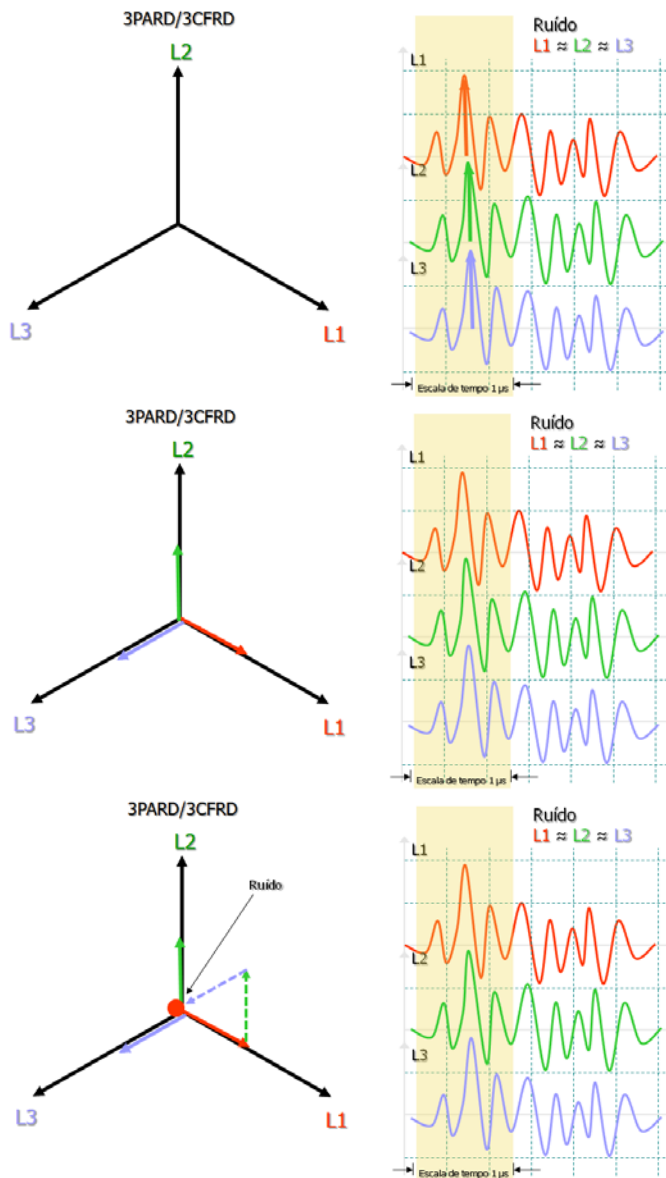 3PARD/3CFRD
L2
L3
L1
Ruído
L1 ≈ L2 ≈ L3
L1
L2
L3
Escala de tempo 1 µs
3PARD/3CFRD
L2
L3
L1
Ruído
L1 ≈ L2 ≈ L3
L1
L2
L3
Escala de tempo 1 µs
3PARD/3CFRD
L2
Ruído
L3
L1
Ruído
L1 ≈ L2 ≈ L3
L1
L2
L3
Escala de tempo 1 µs